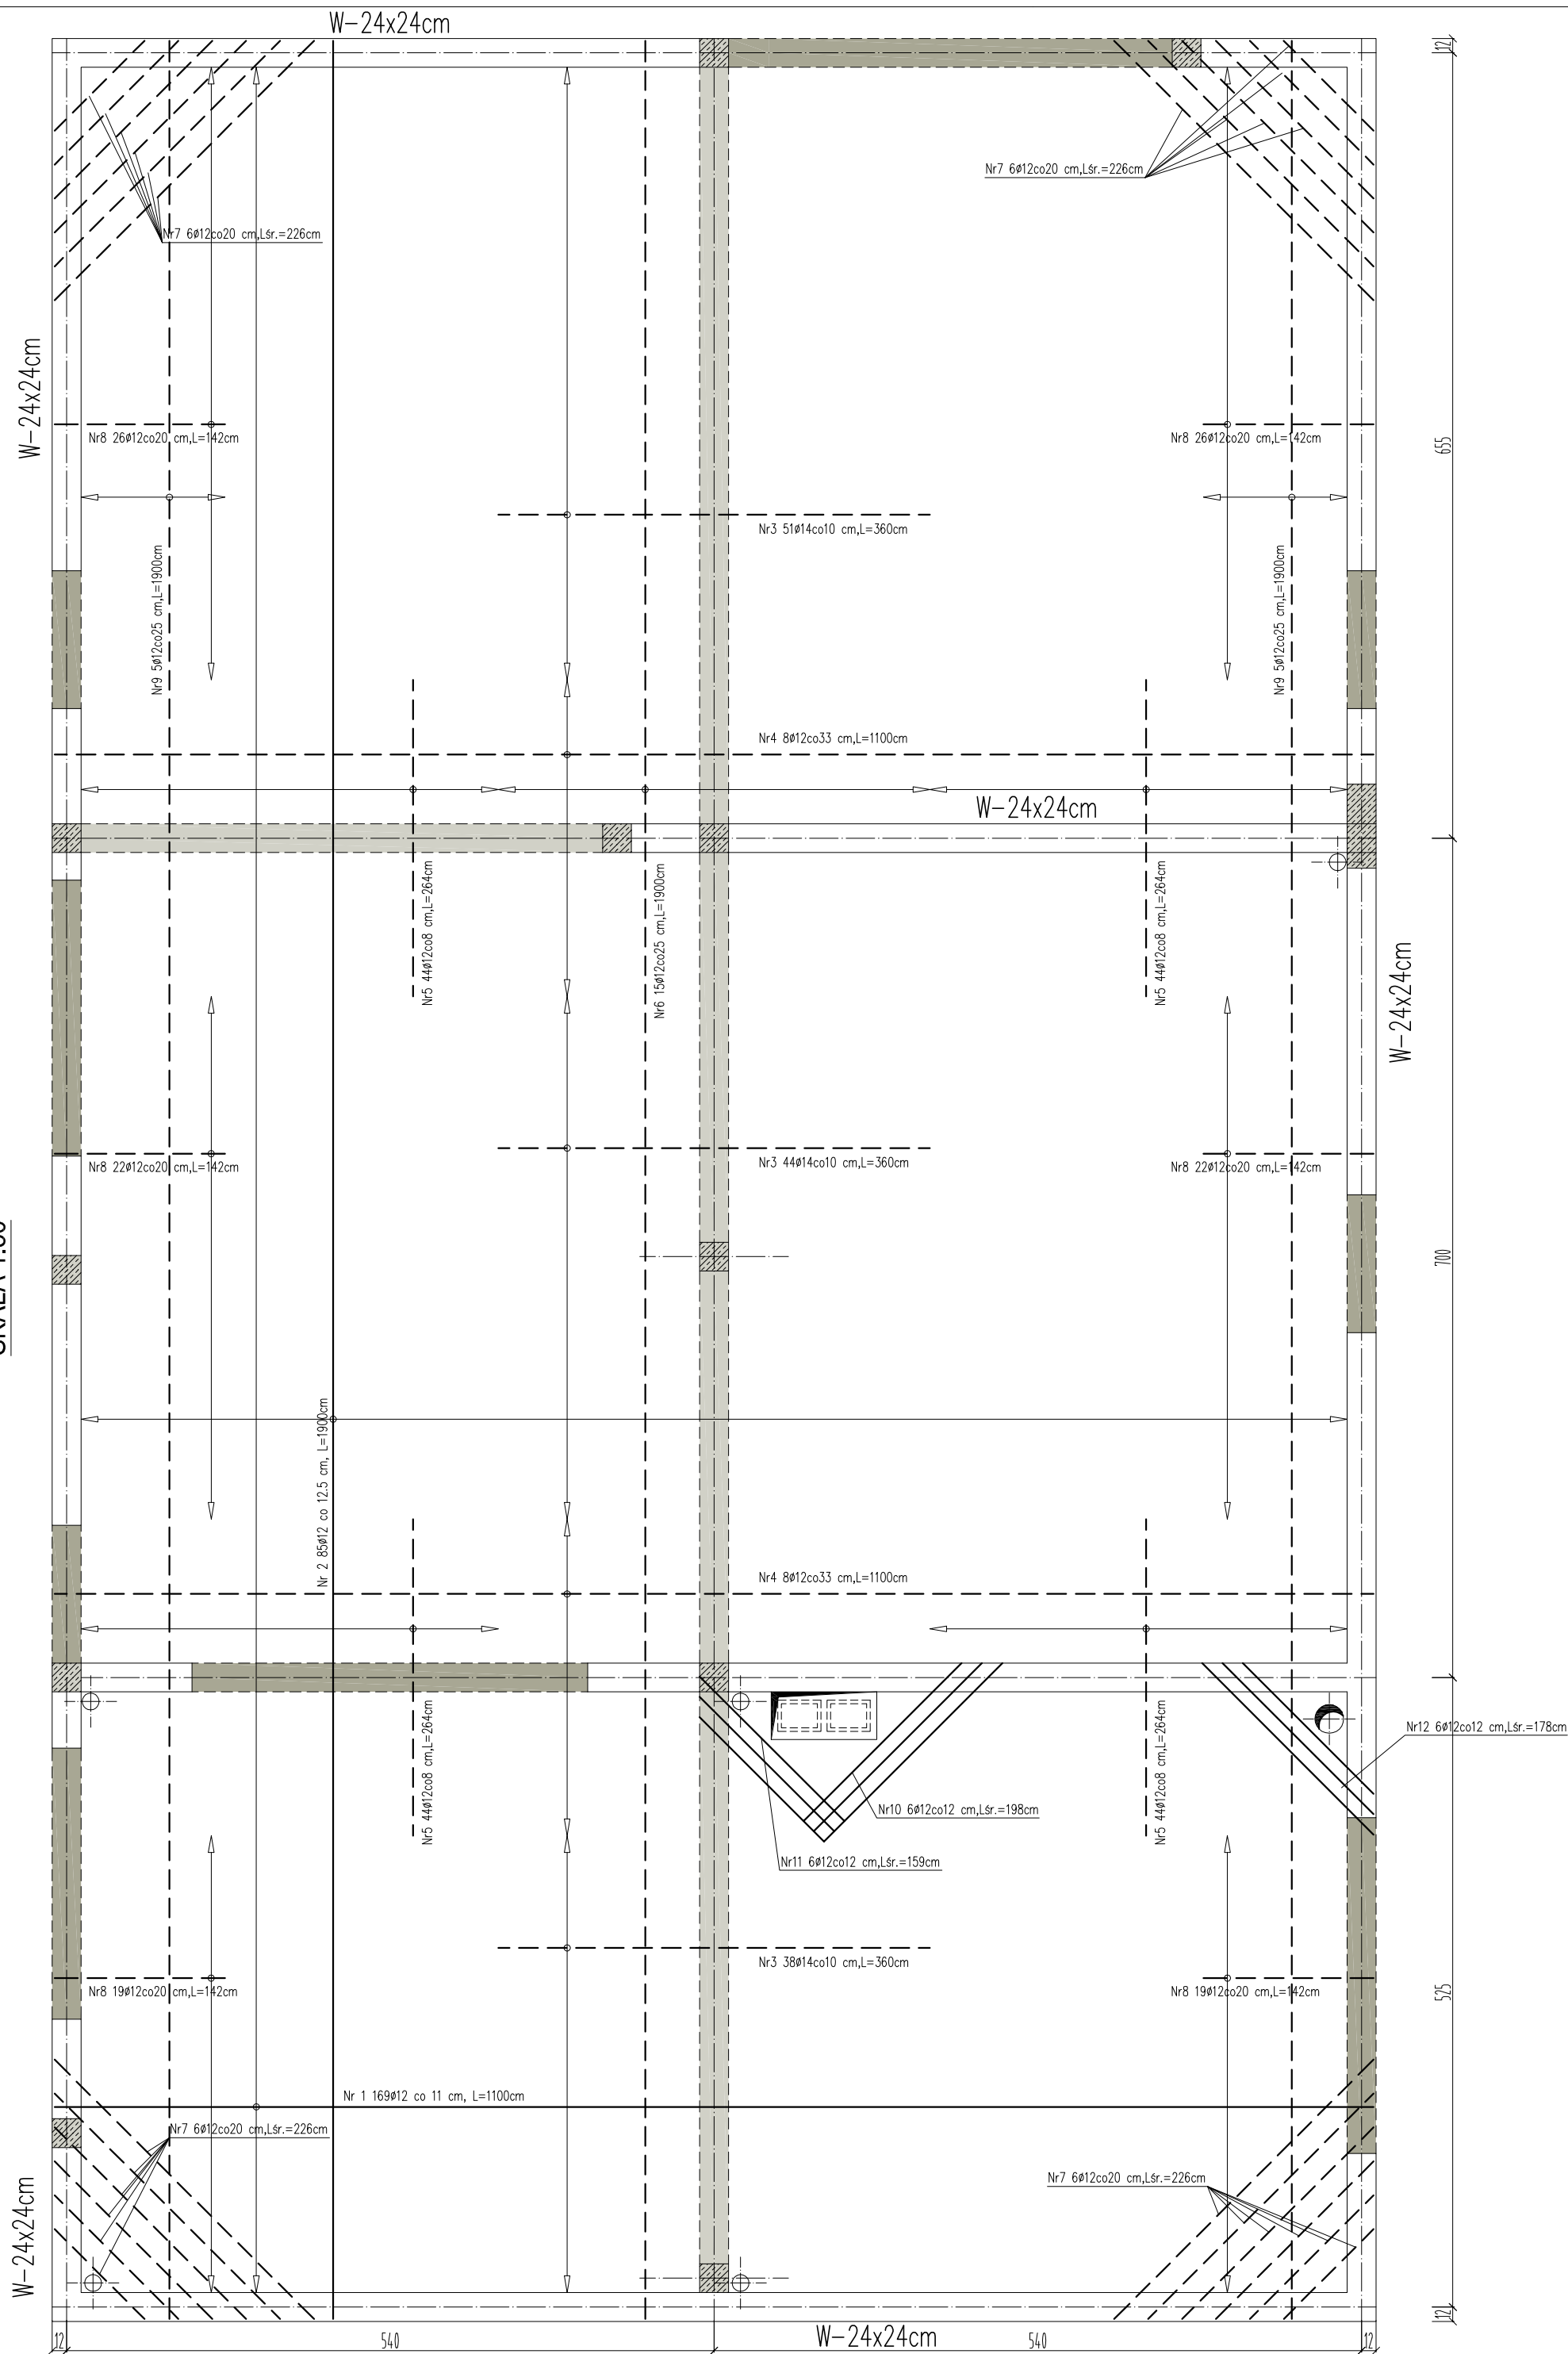 W-24x24cm
12
Nr7 6ø12co20 cm,Lśr.=226cm
Nr7 6ø12co20 cm,Lśr.=226cm
W-24x24cm
Nr8 26ø12co20 cm,L=142cm
Nr8 26ø12co20 cm,L=142cm
655
Nr3 51ø14co10 cm,L=360cm
Nr9 5ø12co25 cm,L=1900cm
Nr9 5ø12co25 cm,L=1900cm
Nr4 8ø12co33 cm,L=1100cm
W-24x24cm
Nr5 44ø12co8 cm,L=264cm
Nr6 15ø12co25 cm,L=1900cm
Nr5 44ø12co8 cm,L=264cm
W-24x24cm
Nr8 22ø12co20 cm,L=142cm
Nr3 44ø14co10 cm,L=360cm
Nr8 22ø12co20 cm,L=142cm
700
Nr 2 85ø12 co 12.5 cm, L=1900cm
Nr4 8ø12co33 cm,L=1100cm
Nr5 44ø12co8 cm,L=264cm
Nr5 44ø12co8 cm,L=264cm
Nr12 6ø12co12 cm,Lśr.=178cm
Nr10 6ø12co12 cm,Lśr.=198cm
Nr11 6ø12co12 cm,Lśr.=159cm
Nr3 38ø14co10 cm,L=360cm
Nr8 19ø12co20 cm,L=142cm
Nr8 19ø12co20 cm,L=142cm
525
Nr 1 169ø12 co 11 cm, L=1100cm
Nr7 6ø12co20 cm,Lśr.=226cm
Nr7 6ø12co20 cm,Lśr.=226cm
W-24x24cm
12
12
540
W-24x24cm
540
12